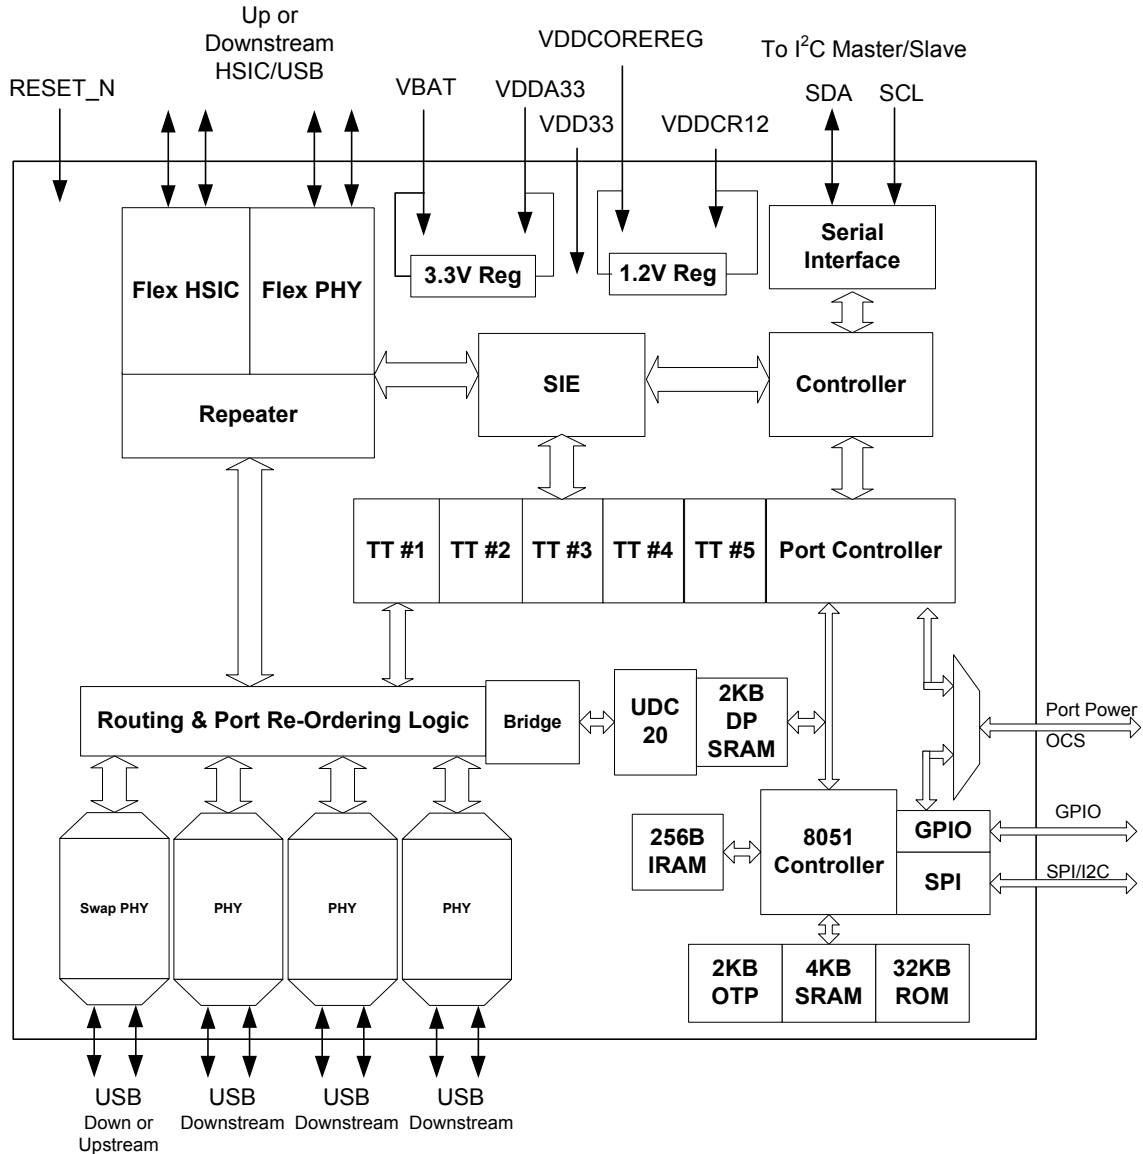 Up or
Downstream
HSIC/USB
VDDCOREREG
To I²C Master/Slave
RESET_N
VBAT
VDDA33
VDD33
VDDCR12
SDA
SCL
Flex HSIC
Flex PHY
3.3V Reg
1.2V Reg
Serial
Interface
Repeater
SIE
Controller
TT #1
TT #2
TT #3
TT #4
TT #5
Port Controller
Routing & Port Re-Ordering Logic
Bridge
UDC
20
2KB
DP
SRAM
Port Power
OCS
256B
IRAM
8051
Controller
GPIO
SPI
GPIO
SPI/I2C
Swap PHY
PHY
PHY
PHY
2KB
OTP
4KB
SRAM
32KB
ROM
USB
Down or
Upstream
USB
Downstream
USB
Downstream
USB
Downstream